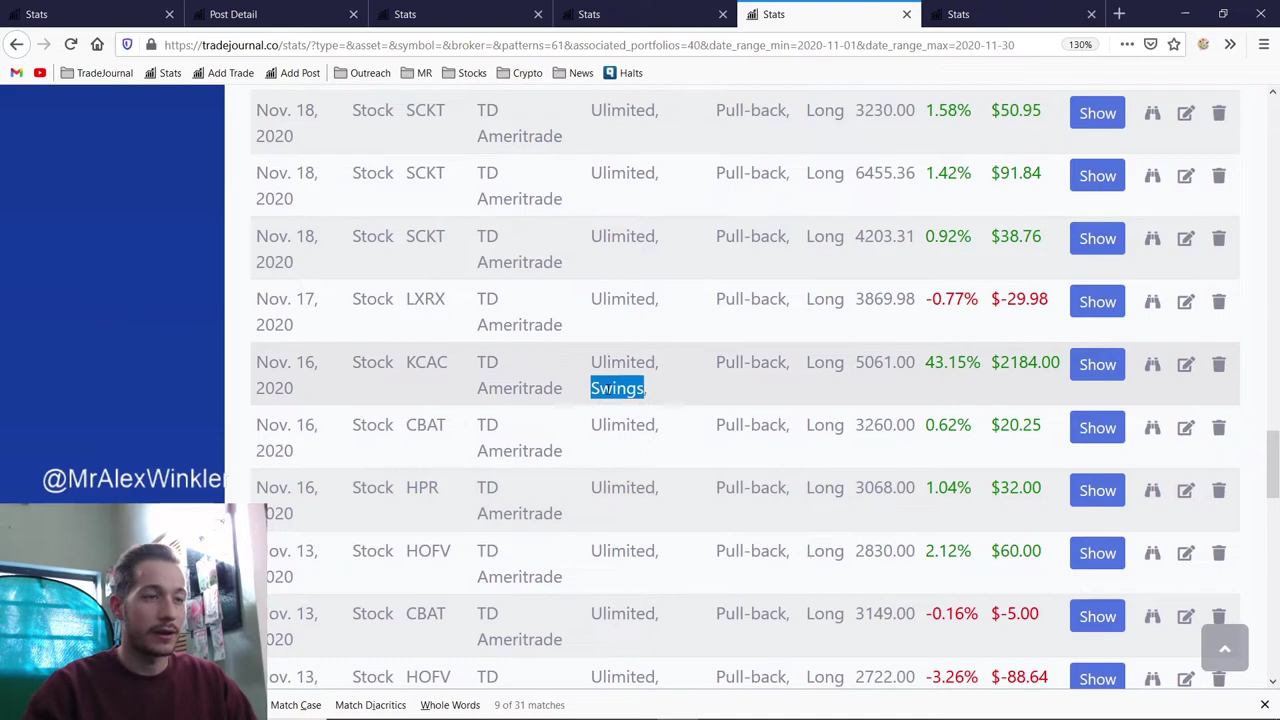 Stats
Post Detail
Stats
Stats
Stats
Stats
https://tradejournal.co/stats/?type=&asset=&symbol=&broker=&patterns=61&associated_portfolios=40&date_range_min=2020-11-01&date_range_max=2020-11-30
130%
TradeJournal Stats Add Trade Add Post Outreach MR Stocks Crypto News Halts
Nov. 18, Stock SCKT TD Ulimited, Pull-back, Long 3230.00 1.58% $50.95 Show
2020 Ameritrade
Nov. 18, Stock SCKT TD Ulimited, Pull-back, Long 6455.36 1.42% $91.84 Show
2020 Ameritrade
Nov. 18, Stock SCKT TD Ulimited, Pull-back, Long 4203.31 0.92% $38.76 Show
2020 Ameritrade
Nov. 17, Stock LXRX TD Ulimited, Pull-back, Long 3869.98 -0.77% $-29.98 Show
2020 Ameritrade
Nov. 16, Stock KCAC TD Ulimited, Pull-back, Long 5061.00 43.15% $2184.00 Show
2020 Ameritrade Swings,
Nov. 16, Stock CBAT TD Ulimited, Pull-back, Long 3260.00 0.62% $20.25 Show
2020 Ameritrade
@MrAlexWinkler
Nov. 16, Stock HPR TD Ulimited, Pull-back, Long 3068.00 1.04% $32.00 Show
2020 Ameritrade
Nov. 13, Stock HOFV TD Ulimited, Pull-back, Long 2830.00 2.12% $60.00 Show
2020 Ameritrade
Nov. 13, Stock CBAT TD Ulimited, Pull-back, Long 3149.00 -0.16% $-5.00 Show
2020 Ameritrade
Nov. 13, Stock HOFV TD Ulimited, Pull-back, Long 2722.00 -3.26% $-88.64 Show
Match Case Match Diacritics Whole Words 9 of 31 matches